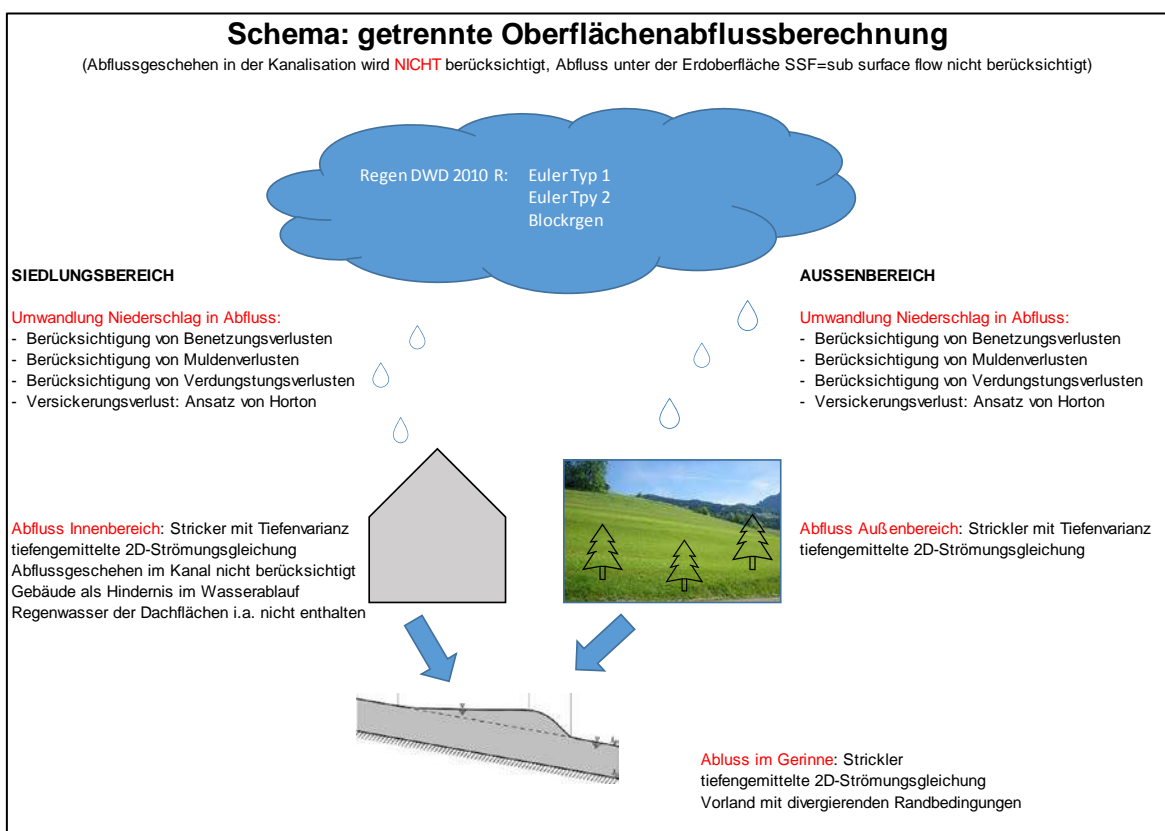 Schema: getrennte Oberflächenabflussberechnung
(Abflussgeschehen in der Kanalisation wird NICHT berücksichtigt, Abfluss unter der Erdoberfläche SSF=sub surface flow nicht berücksichtigt)
Regen DWD 2010 R: Euler Typ 1
Euler Tpy 2
Blockrgen
SIEDLUNGSBEREICH
Umwandlung Niederschlag in Abfluss:
- Berücksichtigung von Benetzungsverlusten
- Berücksichtigung von Muldenverlusten
- Berücksichtigung von Verdungstungsverlusten
- Versickerungsverlust: Ansatz von Horton
AUSSENBEREICH
Umwandlung Niederschlag in Abfluss:
- Berücksichtigung von Benetzungsverlusten
- Berücksichtigung von Muldenverlusten
- Berücksichtigung von Verdungstungsverlusten
- Versickerungsverlust: Ansatz von Horton
Abfluss Innenbereich: Stricker mit Tiefenvarianz
tiefengemittelte 2D-Strömungsgleichung
Abflussgeschehen im Kanal nicht berücksichtigt
Gebäude als Hindernis im Wasserablauf
Regenwasser der Dachflächen i.a. nicht enthalten
Abfluss Außenbereich: Strickler mit Tiefenvarianz
tiefengemittelte 2D-Strömungsgleichung
Abluss im Gerinne: Strickler
tiefengemittelte 2D-Strömungsgleichung
Vorland mit divergierenden Randbedingungen